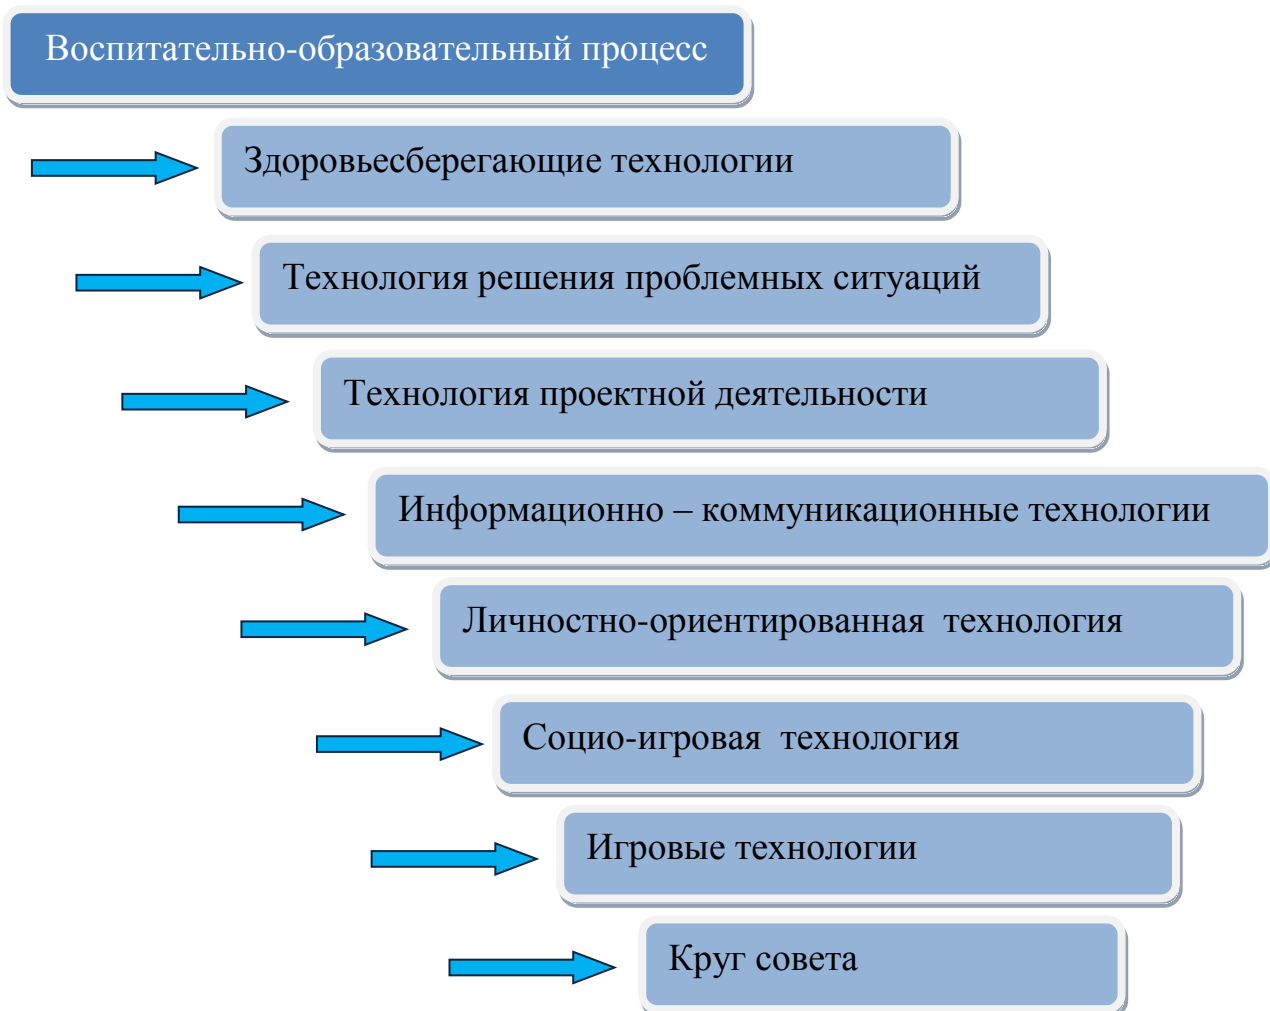 Воспитательно-образовательный процесс
Здоровьесберегающие технологии
Технология решения проблемных ситуаций
Технология проектной деятельности
Информационно – коммуникационные технологии
Личностно-ориентированная  технология
Социо-игровая  технология
Игровые технологии
Круг совета